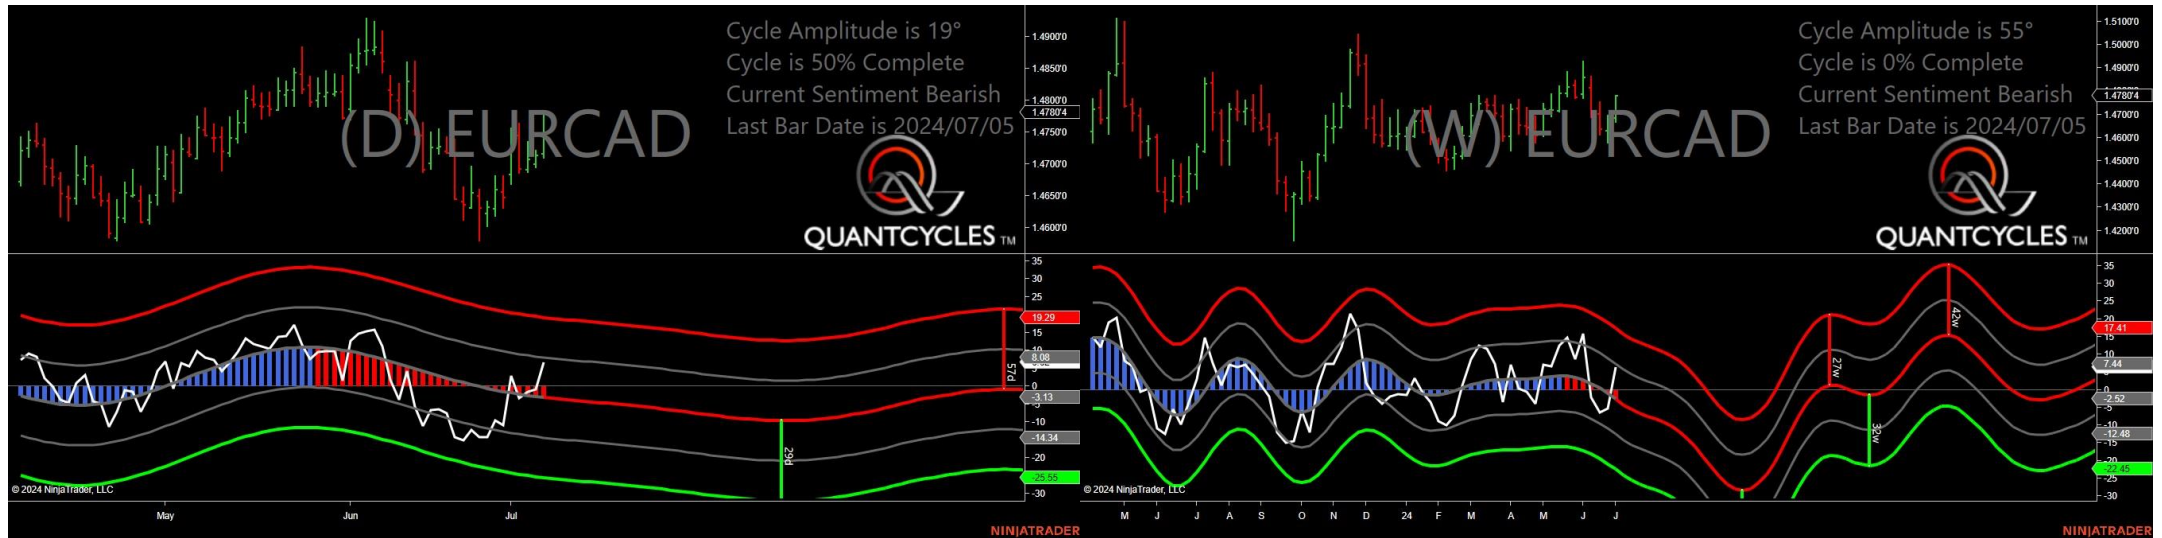 Cycle Amplitude is 19°
Cycle is 50% Complete
Current Sentiment Bearish
Last Bar Date is 2024/07/05
(D) EURCAD
QUANTCYCLES TM
1.4900'0
1.4850'0
1.4800'0
1.4780'4
1.4750'0
1.4700'0
1.4650'0
1.4600'0
35
30
25
19.29
15
10
8.08
5
0
-3.13
-5
-10
-14.34
-20
-25.55
-30
57d
29d
© 2024 NinjaTrader, LLC
May
Jun
Jul
NINJATRADER
Cycle Amplitude is 55°
Cycle is 0% Complete
Current Sentiment Bearish
Last Bar Date is 2024/07/05
(W) EURCAD
QUANTCYCLES TM
1.5100'0
1.5000'0
1.4900'0
1.4780'4
1.4700'0
1.4600'0
1.4500'0
1.4400'0
1.4300'0
1.4200'0
35
30
25
20
17.41
15
10
7.44
0
-2.52
-5
-10
-12.48
-15
-20
-22.45
-25
-30
27w
32w
42w
© 2024 NinjaTrader, LLC
M J J A S O N D 24 F M A M J J
NINJATRADER